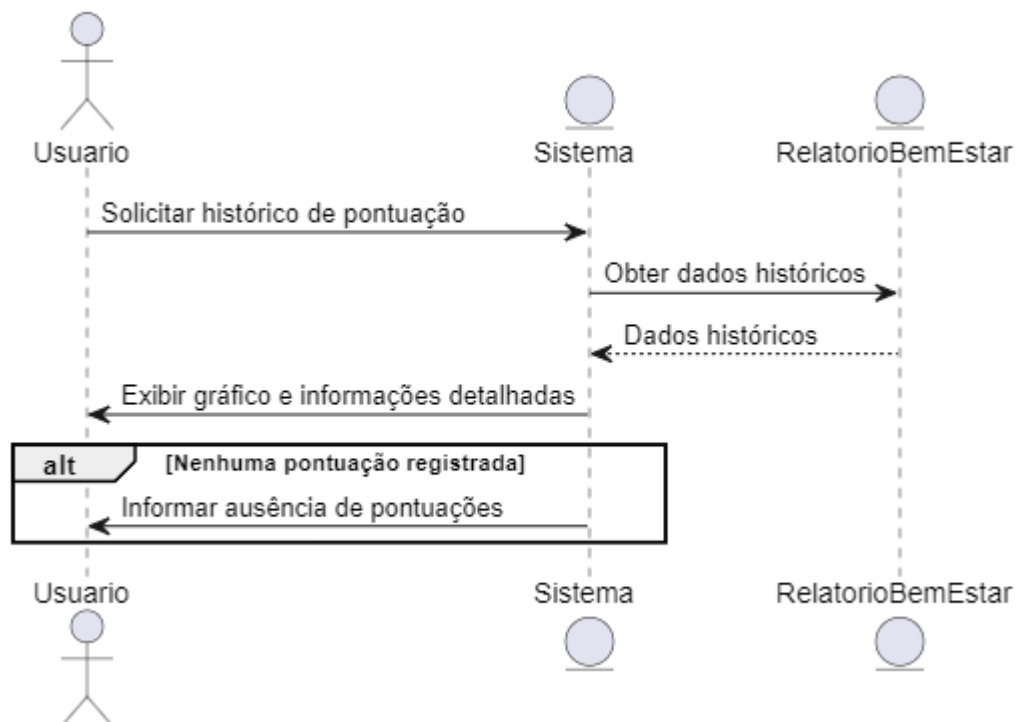 Usuario
Sistema
RelatorioBemEstar
Solicitar histórico de pontuação
Obter dados históricos
Dados históricos
Exibir gráfico e informações detalhadas
alt
[Nenhuma pontuação registrada]
Informar ausência de pontuações
Usuario
Sistema
RelatorioBemEstar